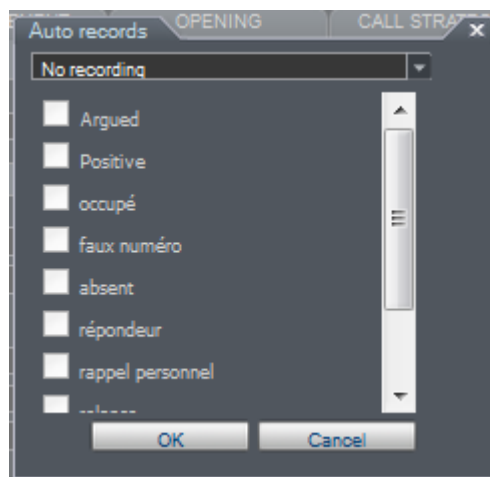 OPENING
CALL STRAT
Auto records
x
No recording
Argued
Positive
occupé
faux numéro
absent
répondeur
rappel personnel
OK
Cancel